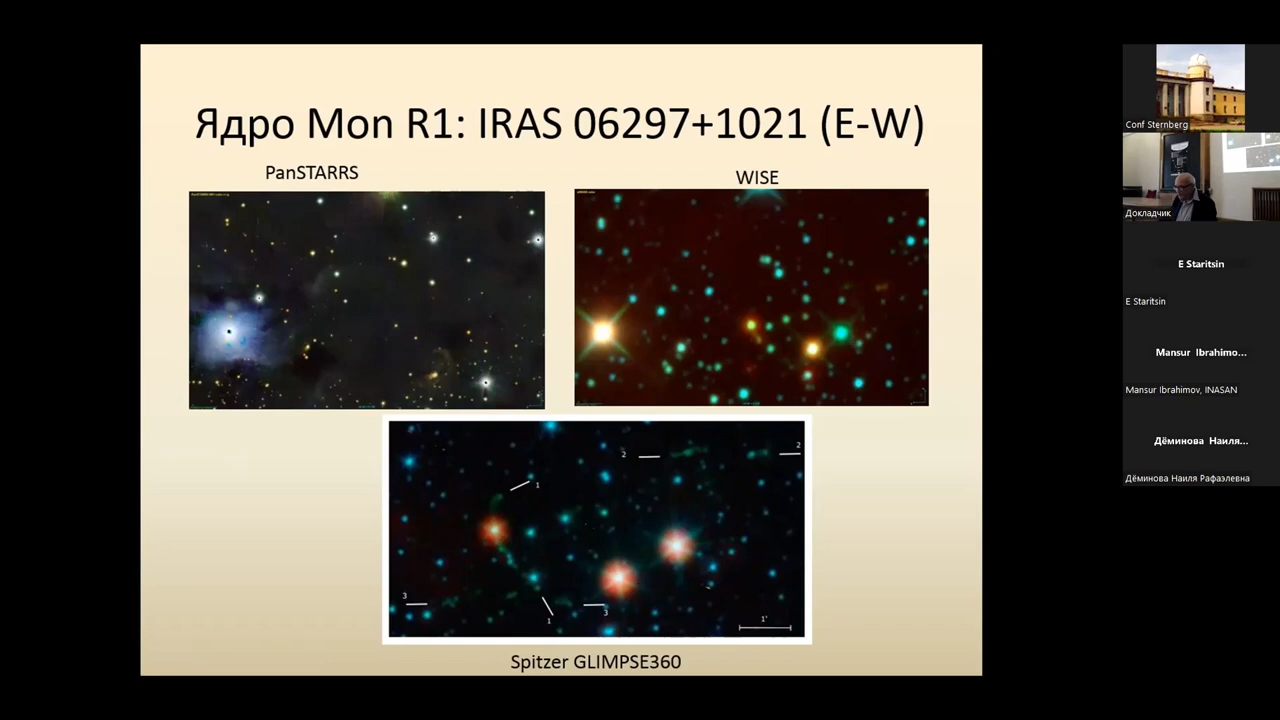 Ядро Mon R1: IRAS 06297+1021 (E-W)
PanSTARRS
WISE
2
2
1
3
1
3
1'
Spitzer GLIMPSE360
Conf Sternberg
Докладчик
E Staritsin
E Staritsin
Mansur Ibrahimo...
Mansur Ibrahimov, INASAN
Дёминова Наиля...
Дёминова Наиля Рафаэлевна